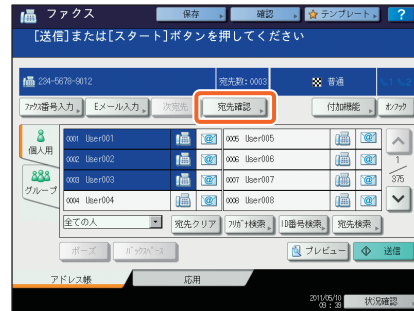 ファクス 保存 確認 テンプレート ?
[送信]または[スタート]ボタンを押してください
234-5678-9012 宛先数:0003 普通
ファクス番号入力 Eメール入力 次宛先 宛先確認 付加機能 オンフック
個人用
グループ
0001 User001 0005 User005
0002 User002 0006 User006
0003 User003 0007 User007
0004 User004 0008 User008
1
375
全ての人 宛先クリア フリガナ検索 ID番号検索 宛先検索
ポーズ バックスペース プレビュー 送信
アドレス帳 応用
2011/05/10
09 : 39 状況確認